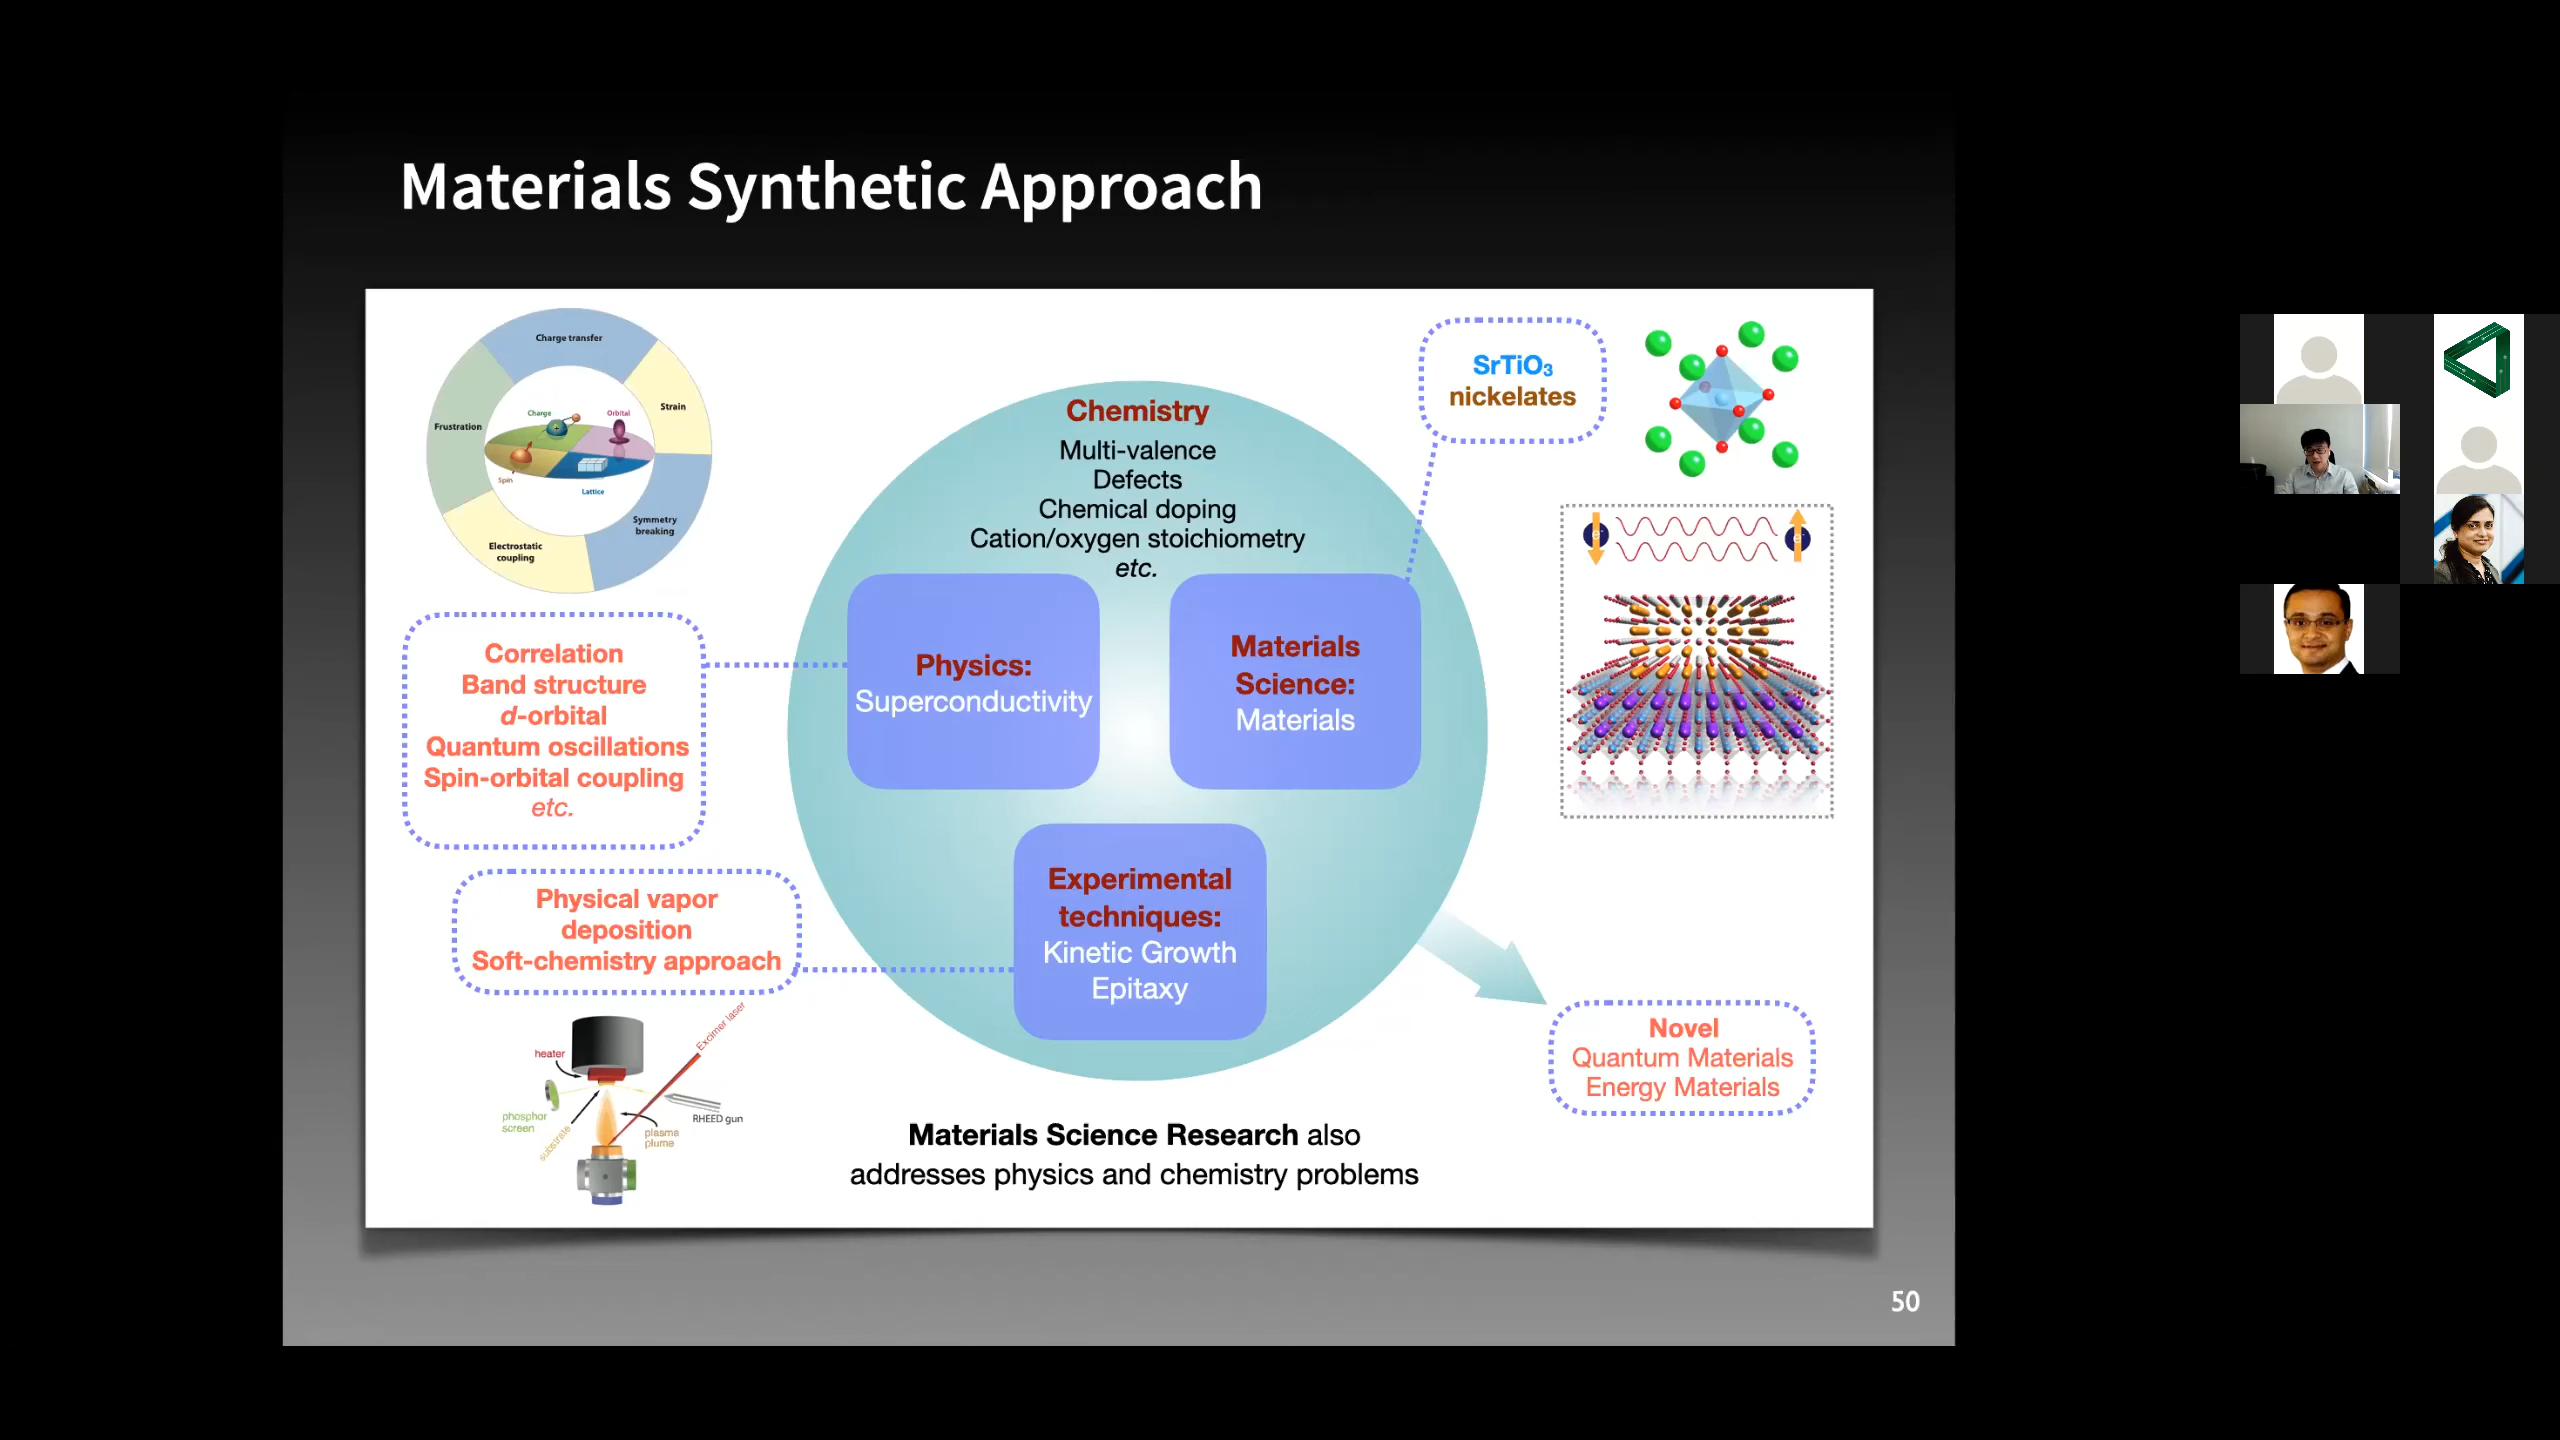 Materials Synthetic Approach
Charge transfer
Strain
Symmetry
breaking
Electrostatic
coupling
Frustration
Charge
Orbital
Spin
Lattice
Chemistry
Multi-valence
Defects
Chemical doping
Cation/oxygen stoichiometry
etc.
SrTiO₃
nickelates
e⁻
e⁻
Correlation
Band structure
d-orbital
Quantum oscillations
Spin-orbital coupling
etc.
Physics:
Superconductivity
Materials
Science:
Materials
Physical vapor
deposition
Soft-chemistry approach
Experimental
techniques:
Kinetic Growth
Epitaxy
Excimer laser
heater
phosphor
screen
substrate
plasma
plume
RHEED gun
Novel
Quantum Materials
Energy Materials
Materials Science Research also
addresses physics and chemistry problems
50